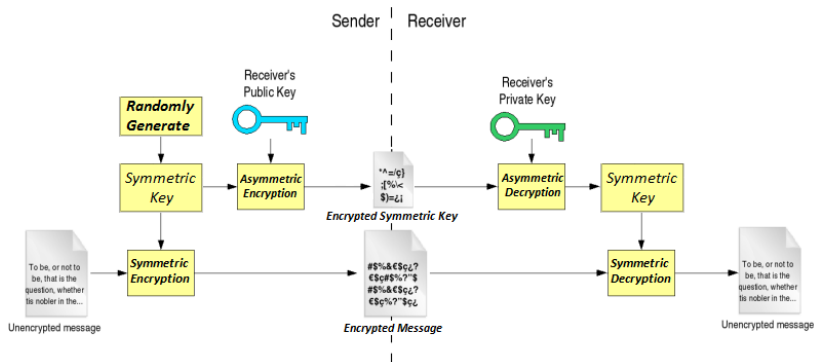 Sender
Receiver
Receiver's
Public Key
Receiver's
Private Key
Randomly
Generate
Symmetric
Key
Asymmetric
Encryption
*^=/ç}
;[%\<
$)=¿¡
Encrypted Symmetric Key
Asymmetric
Decryption
Symmetric
Key
To be, or not to
be, that is the
question, whether
tis nobler in the...
Unencrypted message
Symmetric
Encryption
#$%&€$ç¿?
€$ç#$%?"$
#$%&€$ç¿?
€$ç%?"$ç¿
Encrypted Message
Symmetric
Decryption
To be, or not to
be, that is the
question, whether
tis nobler in the...
Unencrypted message